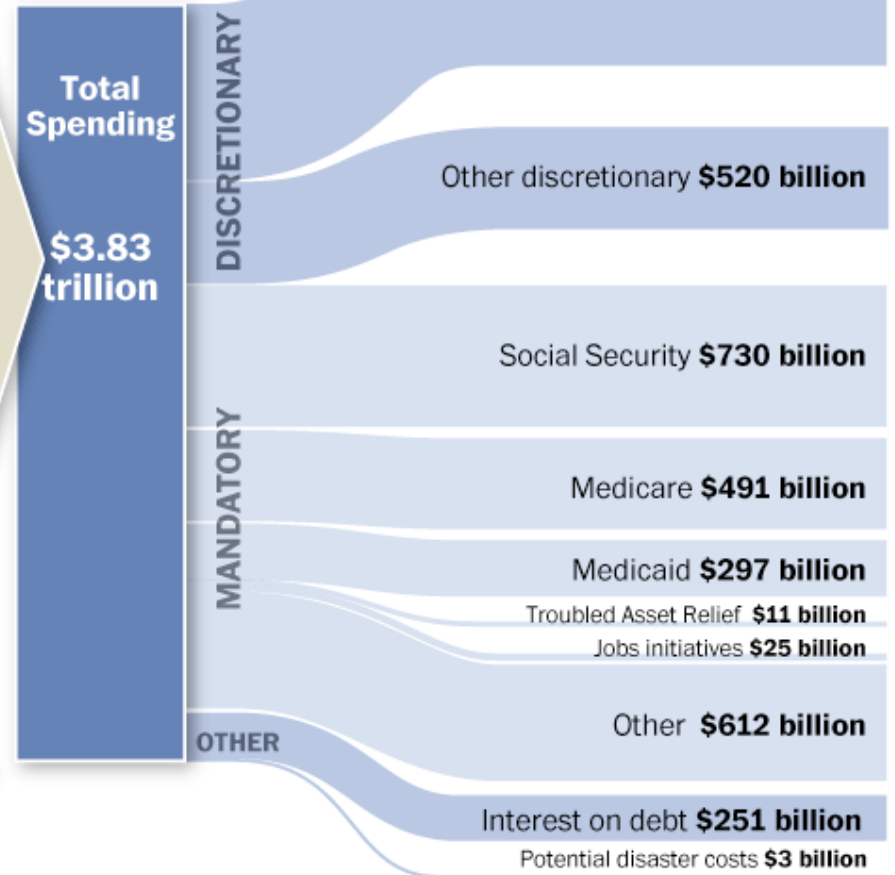 Total
Spending
$3.83
trillion
DISCRETIONARY
Other discretionary $520 billion
MANDATORY
Social Security $730 billion
Medicare $491 billion
Medicaid $297 billion
Troubled Asset Relief $11 billion
Jobs initiatives $25 billion
Other $612 billion
OTHER
Interest on debt $251 billion
Potential disaster costs $3 billion